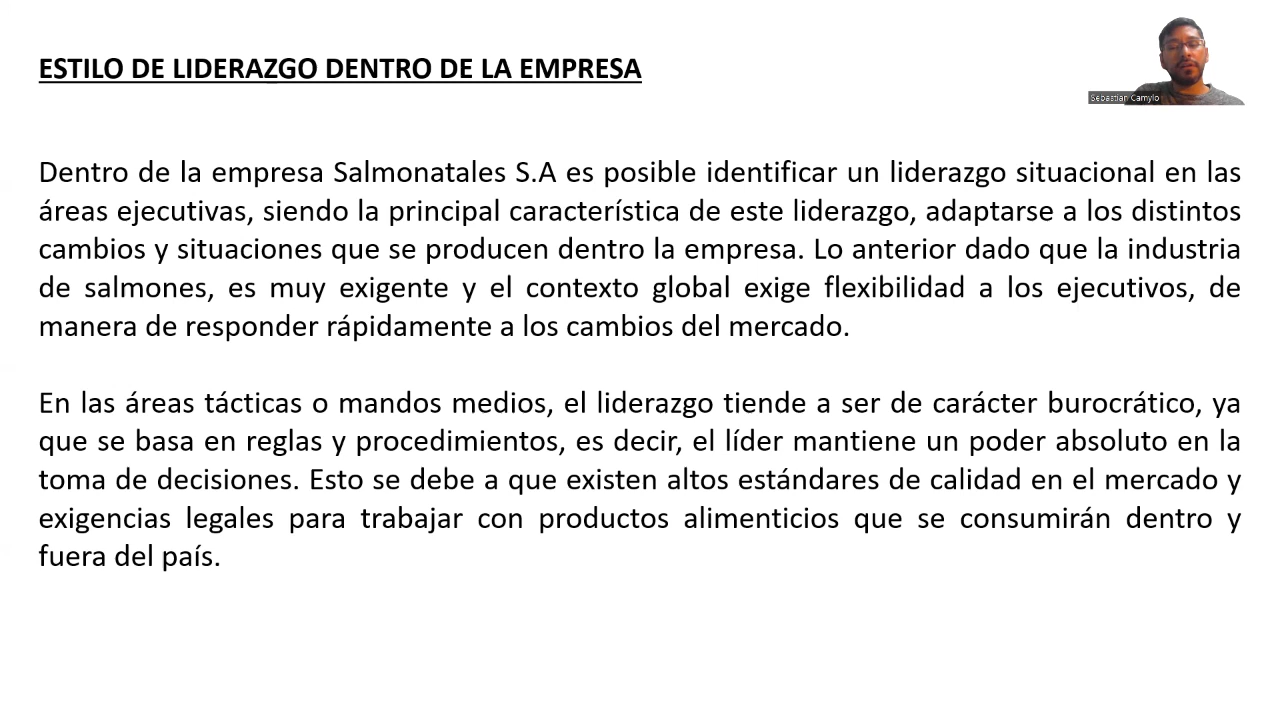 ESTILO DE LIDERAZGO DENTRO DE LA EMPRESA
Sebastian Camylo
Dentro de la empresa Salmonatales S.A es posible identificar un liderazgo situacional en las
áreas ejecutivas, siendo la principal característica de este liderazgo, adaptarse a los distintos
cambios y situaciones que se producen dentro la empresa. Lo anterior dado que la industria
de salmones, es muy exigente y el contexto global exige flexibilidad a los ejecutivos, de
manera de responder rápidamente a los cambios del mercado.
En las áreas tácticas o mandos medios, el liderazgo tiende a ser de carácter burocrático, ya
que se basa en reglas y procedimientos, es decir, el líder mantiene un poder absoluto en la
toma de decisiones. Esto se debe a que existen altos estándares de calidad en el mercado y
exigencias legales para trabajar con productos alimenticios que se consumirán dentro y
fuera del país.